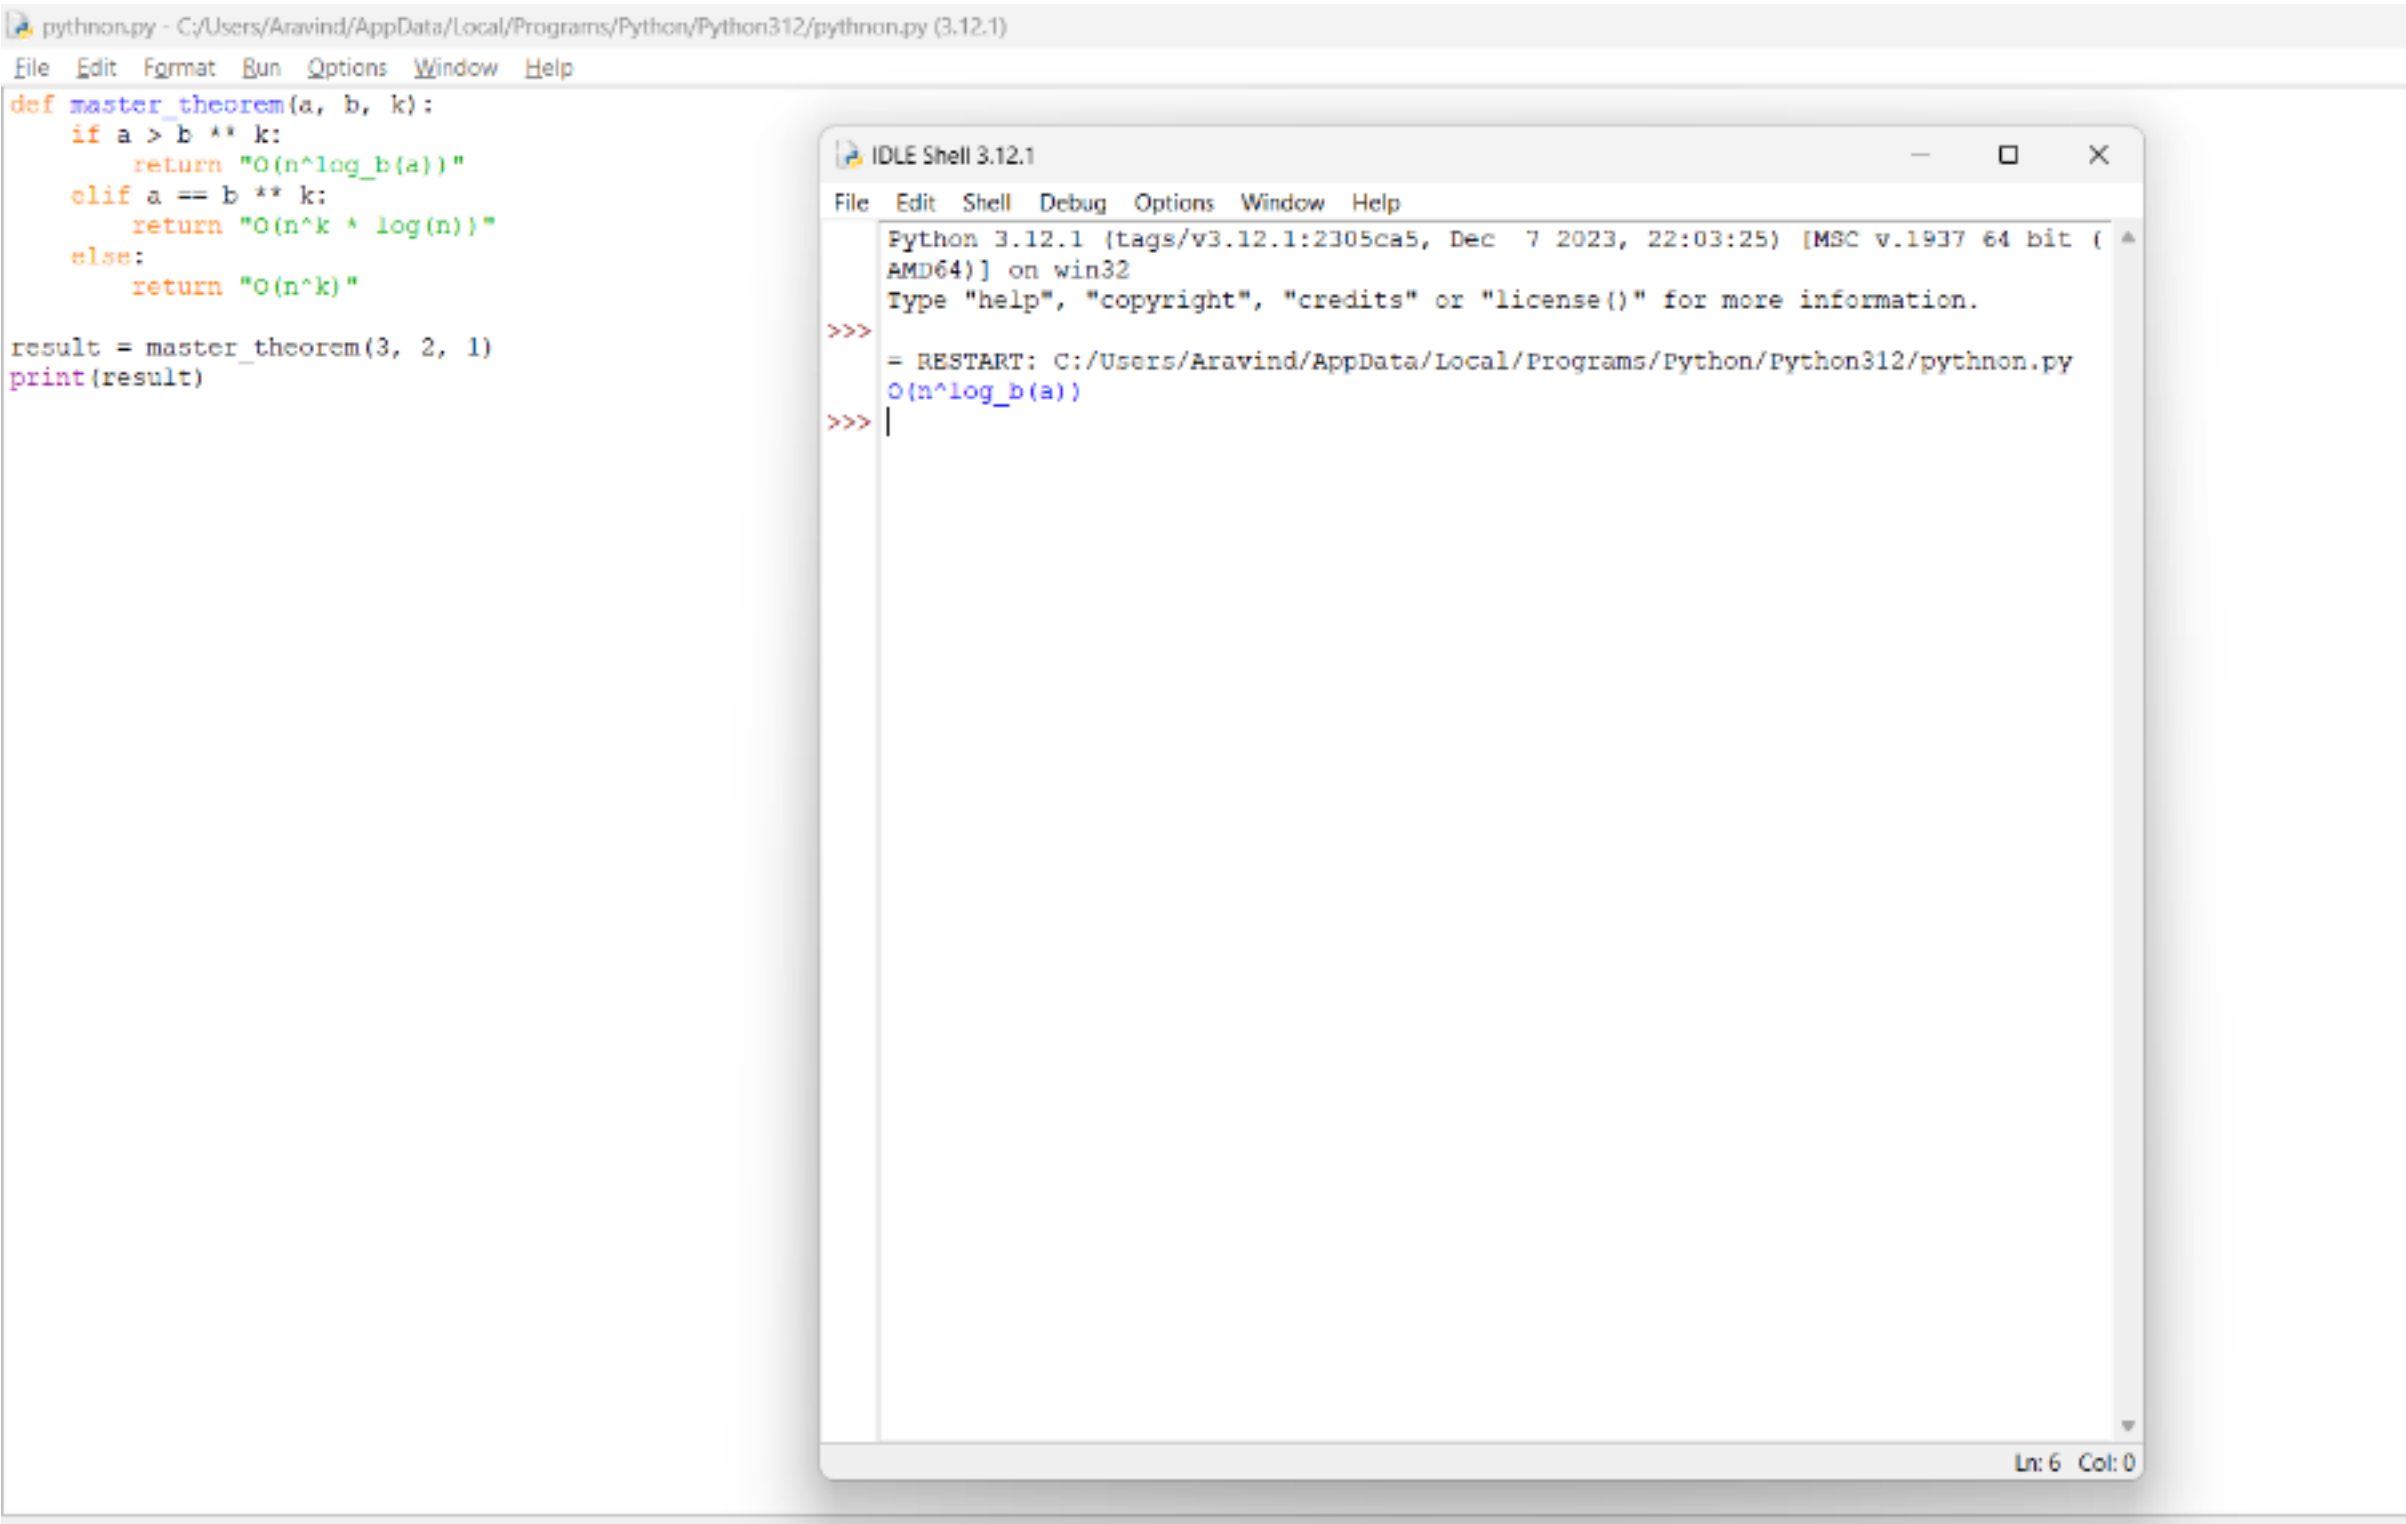 pythnon.py - C:/Users/Aravind/AppData/Local/Programs/Python/Python312/pythnon.py (3.12.1)
File Edit Format Run Options Window Help
def master_theorem(a, b, k):
    if a > b ** k:
        return "O(n^log_b(a))"
    elif a == b ** k:
        return "O(n^k * log(n))"
    else:
        return "O(n^k)"
result = master_theorem(3, 2, 1)
print(result)
IDLE Shell 3.12.1
File Edit Shell Debug Options Window Help
Python 3.12.1 (tags/v3.12.1:2305ca5, Dec  7 2023, 22:03:25) [MSC v.1937 64 bit (
AMD64)] on win32
Type "help", "copyright", "credits" or "license()" for more information.
>>>
= RESTART: C:/Users/Aravind/AppData/Local/Programs/Python/Python312/pythnon.py
O(n^log_b(a))
>>>
Ln: 6 Col: 0